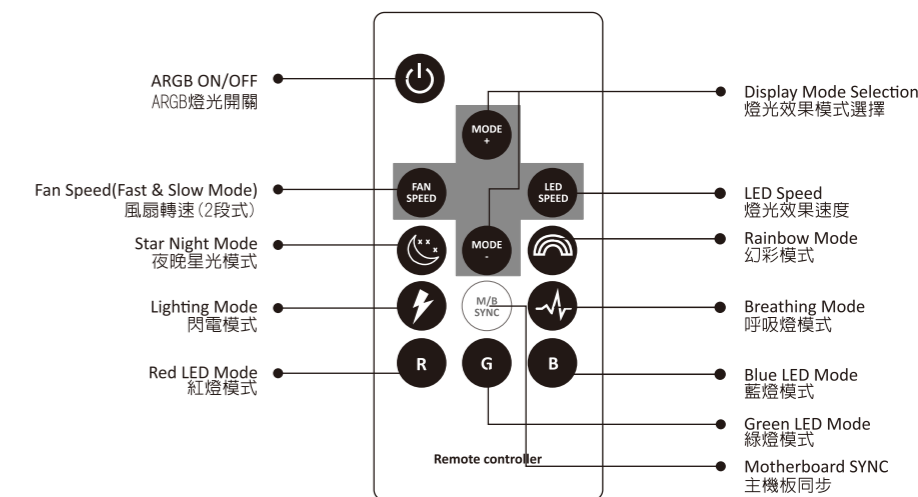 ARGB ON/OFF
ARGB燈光開關
Fan Speed(Fast & Slow Mode)
風扇轉速(2段式)
Star Night Mode
夜晚星光模式
Lighting Mode
閃電模式
Red LED Mode
紅燈模式
MODE
+
FAN
SPEED
LED
SPEED
MODE
-
M/B
SYNC
R
G
B
Remote controller
Display Mode Selection
燈光效果模式選擇
LED Speed
燈光效果速度
Rainbow Mode
幻彩模式
Breathing Mode
呼吸燈模式
Blue LED Mode
藍燈模式
Green LED Mode
綠燈模式
Motherboard SYNC
主機板同步